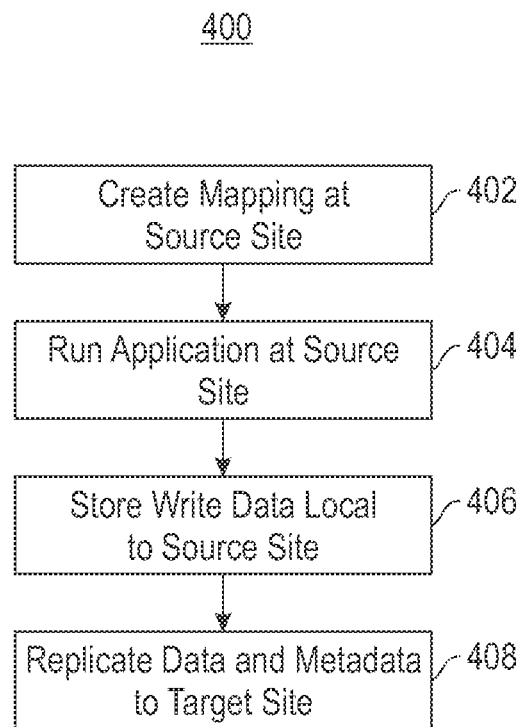 400
Create Mapping at
Source Site
402
Run Application at Source
Site
404
Store Write Data Local
to Source Site
406
Replicate Data and Metadata
to Target Site
408